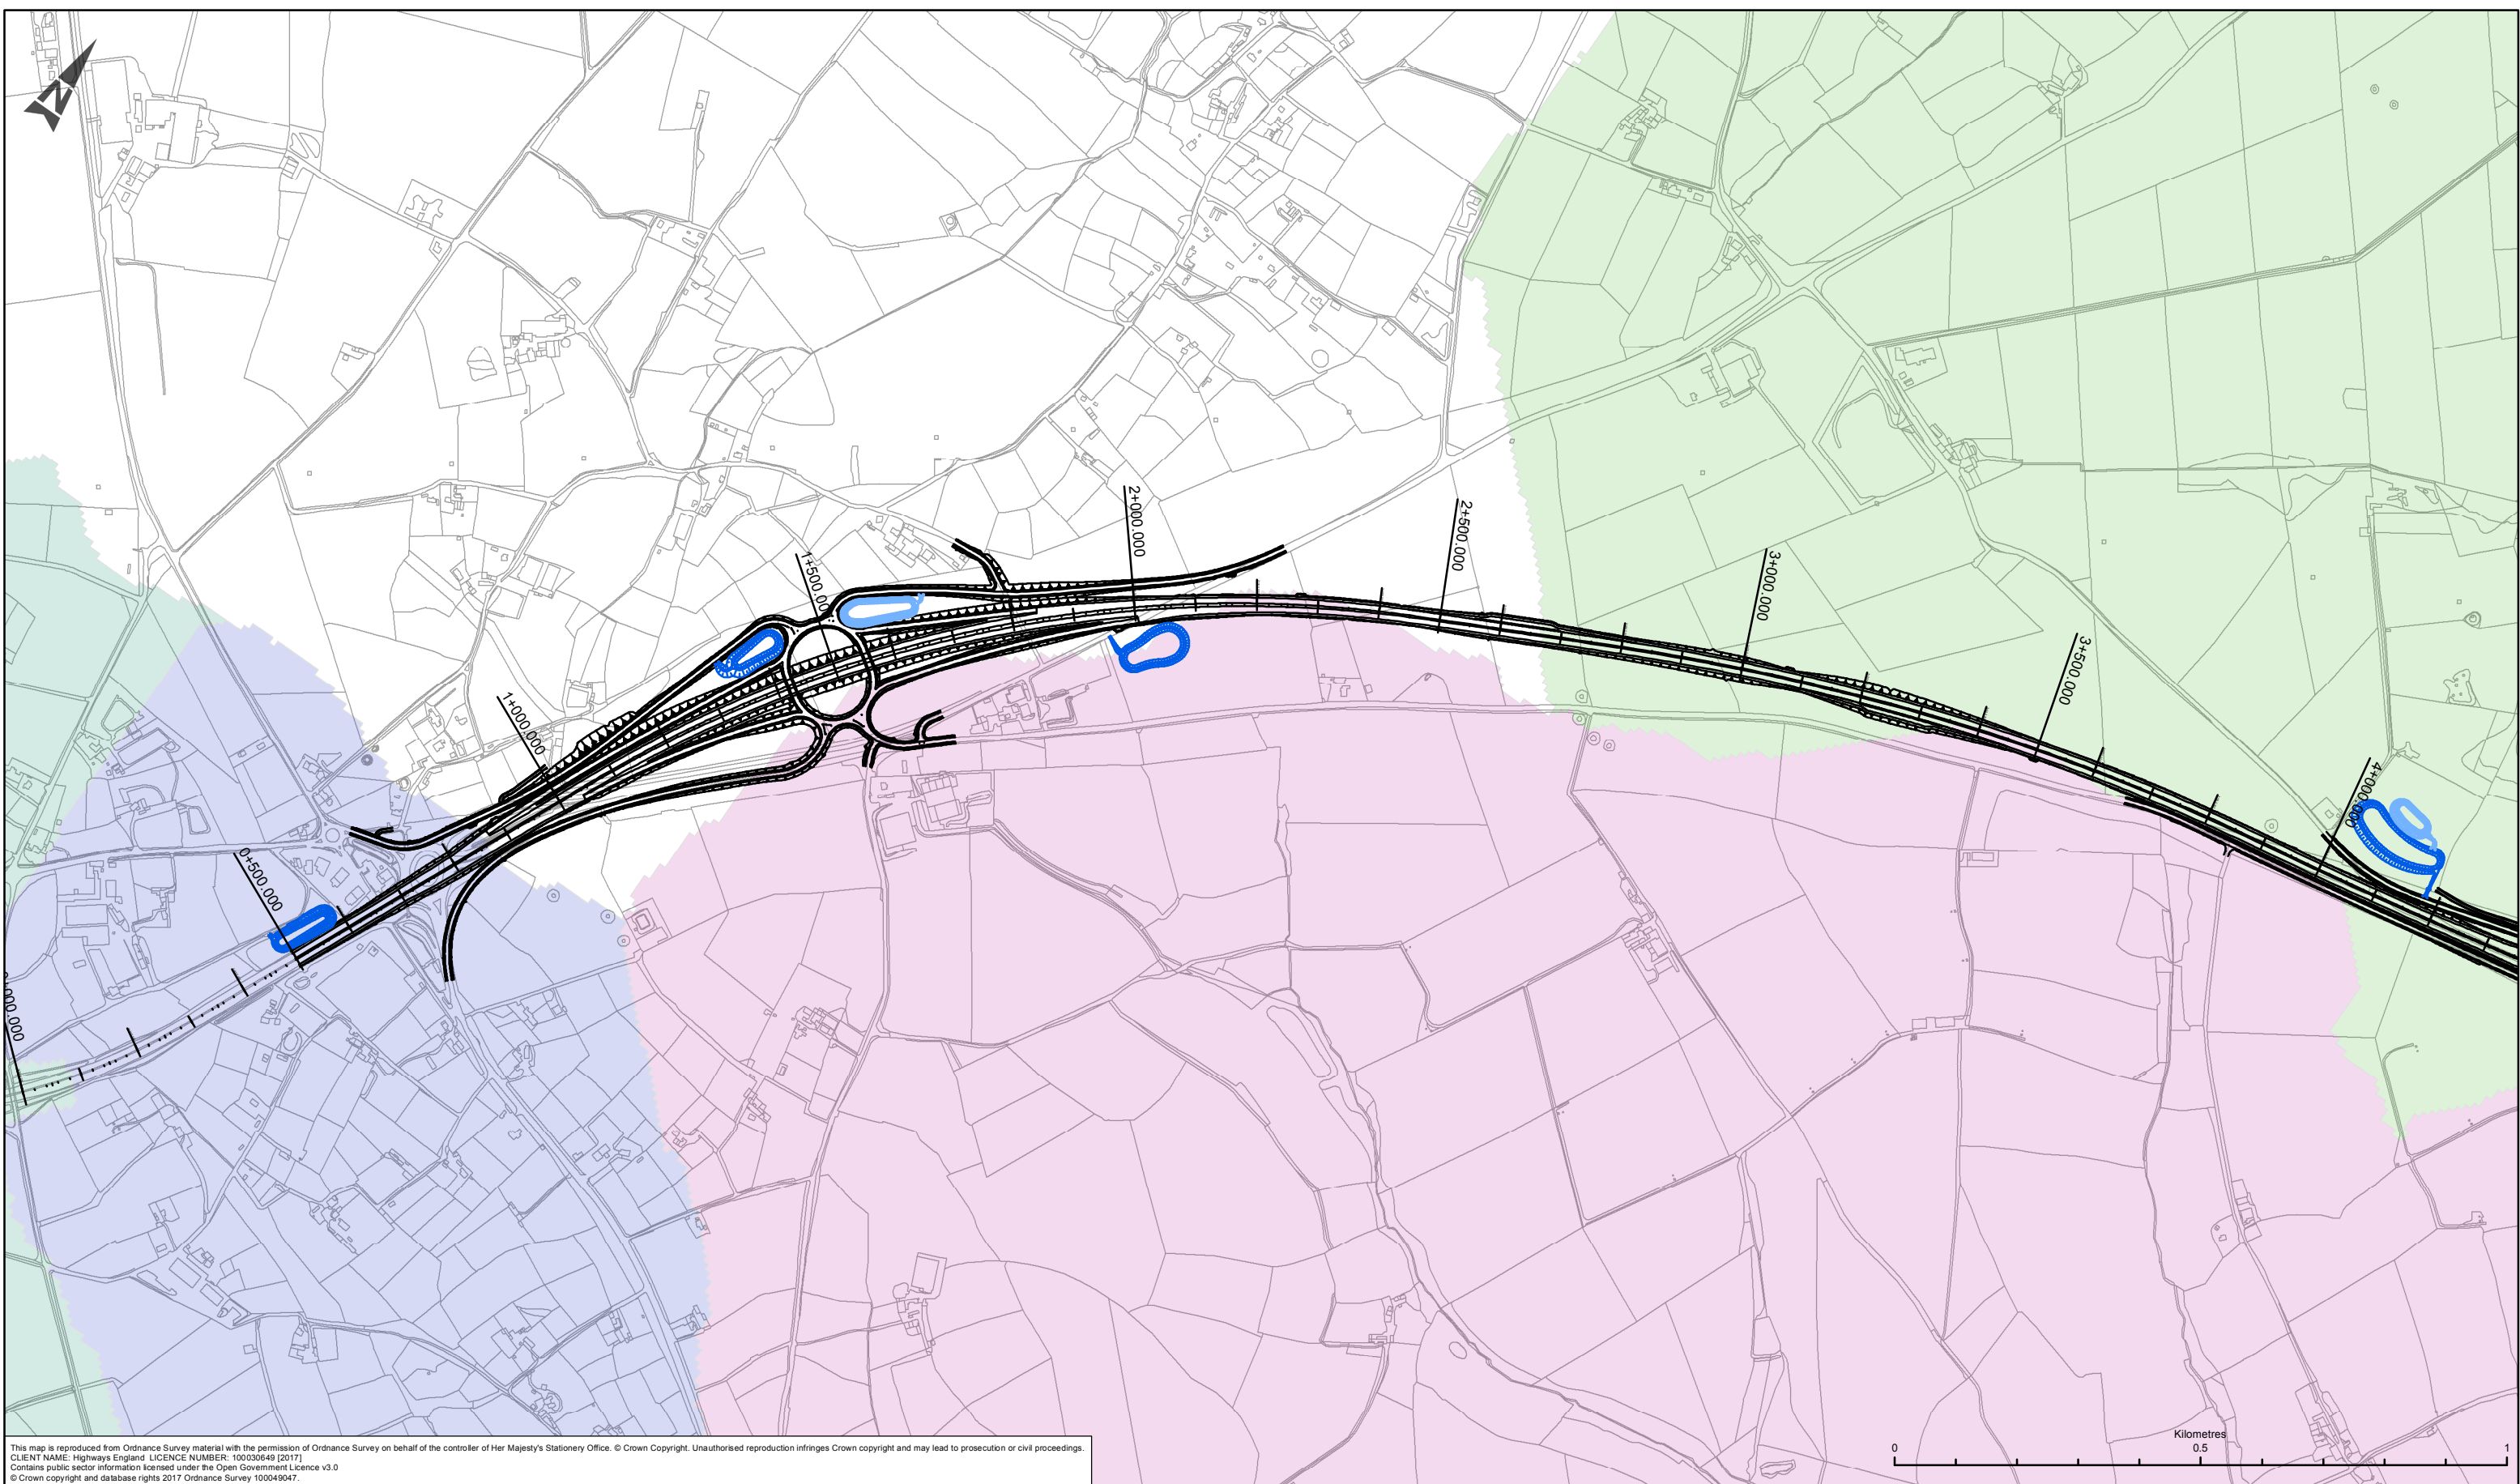 N
2+000.000
2+500.000
1+500.00
3+000.000
3+500.000
1+000.000
4+000.000
0+500.000
000.000
Kilometres
0 0.5 1
This map is reproduced from Ordnance Survey material with the permission of Ordnance Survey on behalf of the controller of Her Majesty's Stationery Office. © Crown Copyright. Unauthorised reproduction infringes Crown copyright and may lead to prosecution or civil proceedings.
CLIENT NAME: Highways England LICENCE NUMBER: 100030649 [2017]
Contains public sector information licensed under the Open Government Licence v3.0
© Crown copyright and database rights 2017 Ordnance Survey 100049047.